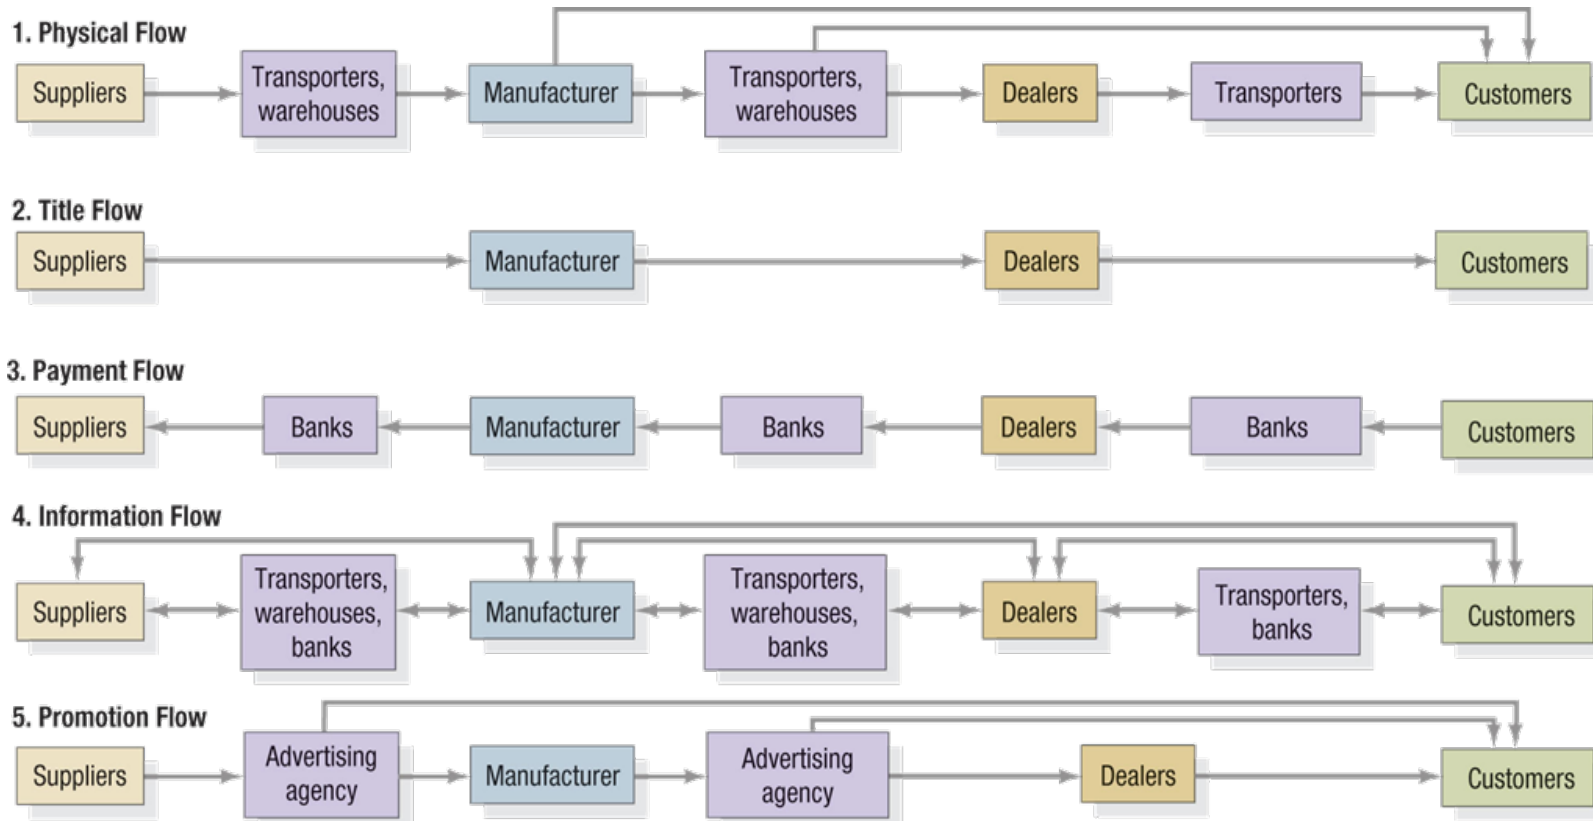 1. Physical Flow
Suppliers
Transporters,
warehouses
Manufacturer
Transporters,
warehouses
Dealers
Transporters
Customers
2. Title Flow
Suppliers
Manufacturer
Dealers
Customers
3. Payment Flow
Suppliers
Banks
Manufacturer
Banks
Dealers
Banks
Customers
4. Information Flow
Suppliers
Transporters,
warehouses,
banks
Manufacturer
Transporters,
warehouses,
banks
Dealers
Transporters,
banks
Customers
5. Promotion Flow
Suppliers
Advertising
agency
Manufacturer
Advertising
agency
Dealers
Customers